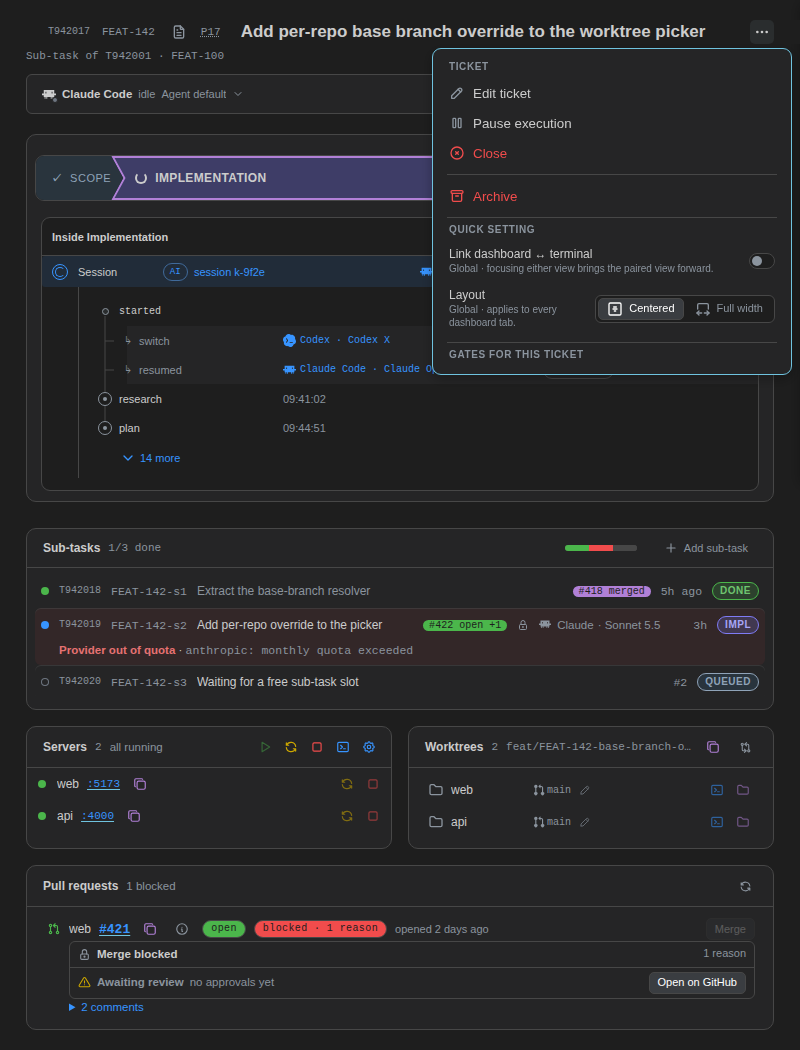 T942017 FEAT-142 P17 Add per-repo base branch override to the worktree picker
Sub-task of T942001 · FEAT-100
Claude Code idle Agent default
TICKET
Edit ticket
Pause execution
Close
Archive
QUICK SETTING
Link dashboard ↔ terminal
Global · focusing either view brings the paired view forward.
Layout
Global · applies to every
dashboard tab.
Centered Full width
GATES FOR THIS TICKET
SCOPE IMPLEMENTATION
Inside Implementation
Session AI session k-9f2e
started
↳ switch Codex · Codex X
↳ resumed Claude Code · Claude
research 09:41:02
plan 09:44:51
14 more
Sub-tasks 1/3 done Add sub-task
T942018 FEAT-142-s1 Extract the base-branch resolver #418 merged 5h ago DONE
T942019 FEAT-142-s2 Add per-repo override to the picker #422 open +1 Claude · Sonnet 5.5 3h IMPL
Provider out of quota · anthropic: monthly quota exceeded
T942020 FEAT-142-s3 Waiting for a free sub-task slot #2 QUEUED
Servers 2 all running
web :5173
api :4000
Worktrees 2 feat/FEAT-142-base-branch-o…
web main
api main
Pull requests 1 blocked
web #421 open blocked · 1 reason opened 2 days ago Merge
Merge blocked 1 reason
Awaiting review no approvals yet Open on GitHub
2 comments